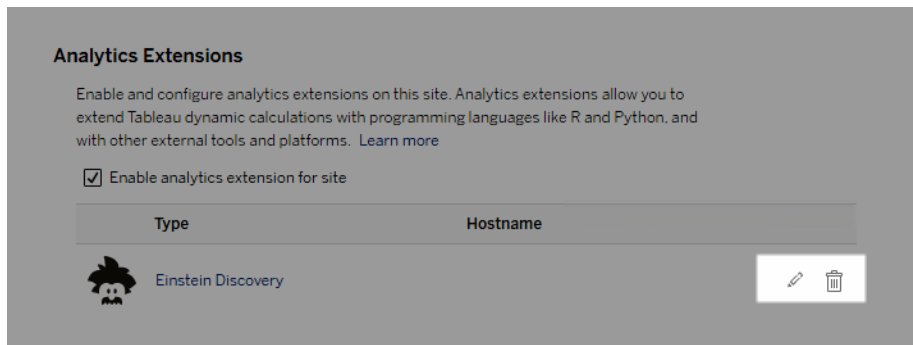 Analytics Extensions
Enable and configure analytics extensions on this site. Analytics extensions allow you to
extend Tableau dynamic calculations with programming languages like R and Python, and
with other external tools and platforms. Learn more
Enable analytics extension for site
Type Hostname
Einstein Discovery